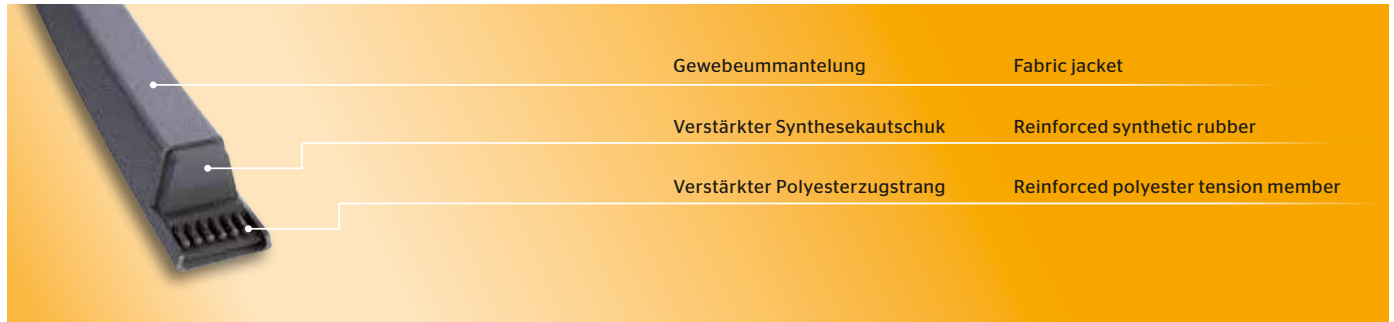 Gewebeummantelung Fabric jacket
Verstärkter Synthesekautschuk Reinforced synthetic rubber
Verstärkter Polyesterzugstrang Reinforced polyester tension member